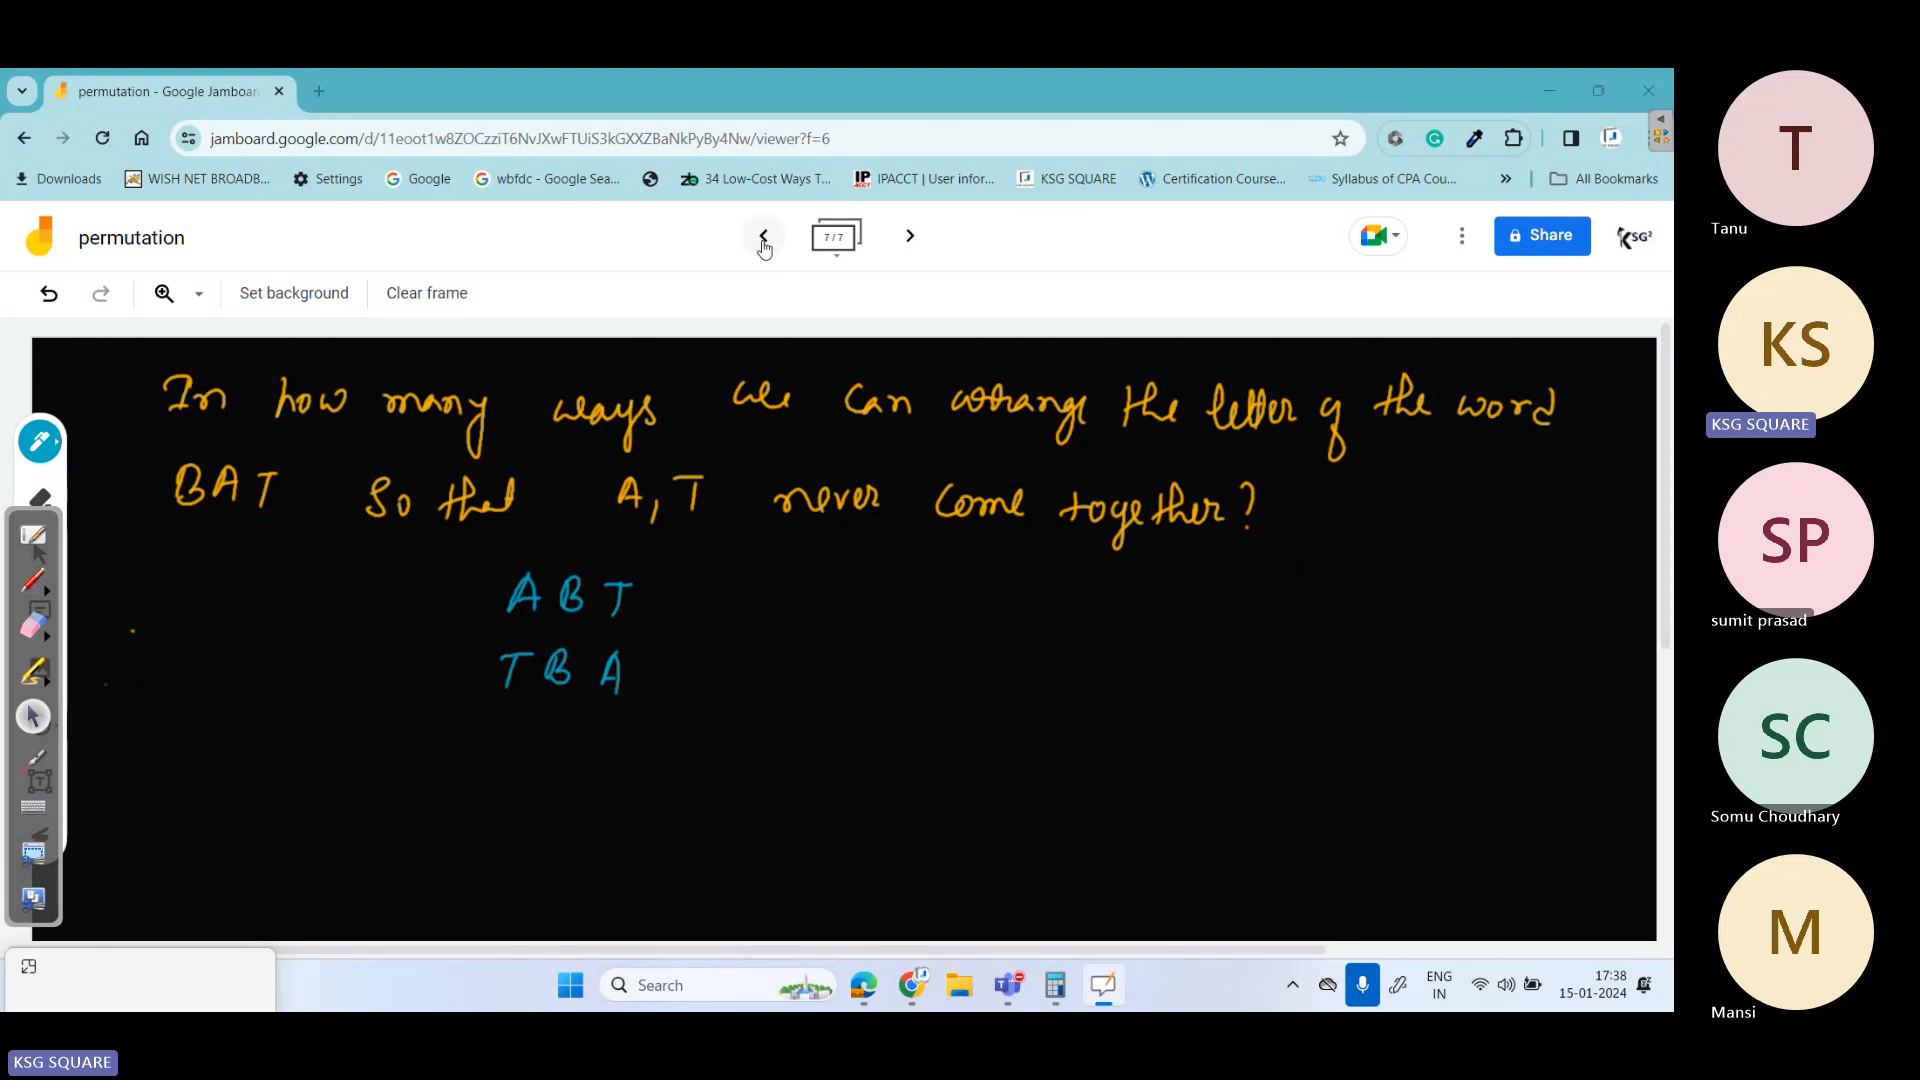 permutation - Google Jamboar
jamboard.google.com/d/11eoot1w8ZOCzziT6NvJXwFTUiS3kGXXZBaNkPyBy4Nw/viewer?f=6
Downloads WISH NET BROADB... Settings Google wbfdc - Google Sea... 34 Low-Cost Ways T... IPACCT | User infor... KSG SQUARE Certification Course... Syllabus of CPA Cou... » All Bookmarks
permutation 7 / 7 Share KSG²
Set background Clear frame
In how many ways we can arrange the letter of the word
BAT so that A, T never come together?
A B T
T B A
Search
ENG
IN
17:38
15-01-2024
T
Tanu
KS
KSG SQUARE
SP
sumit prasad
SC
Somu Choudhary
M
Mansi
KSG SQUARE